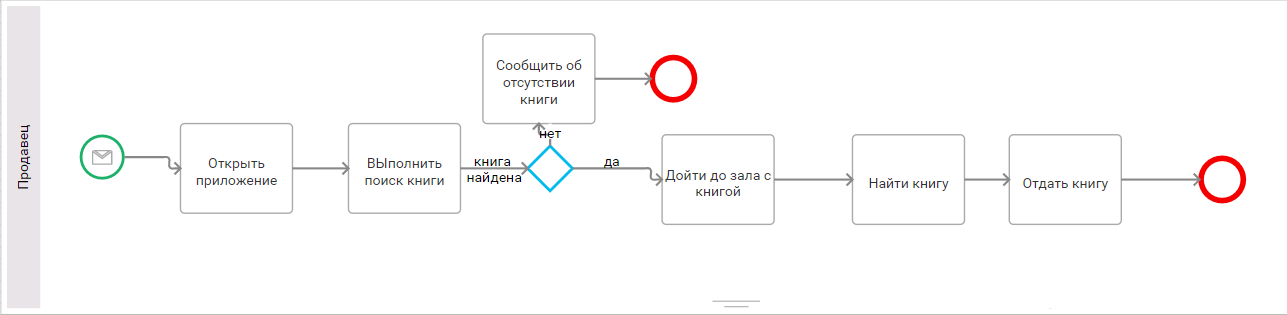 Продавец
Открыть
приложение
ВЫполнить
поиск книги
книга
найдена
нет
Сообщить об
отсутствии
книги
да
Дойти до зала с
книгой
Найти книгу
Отдать книгу